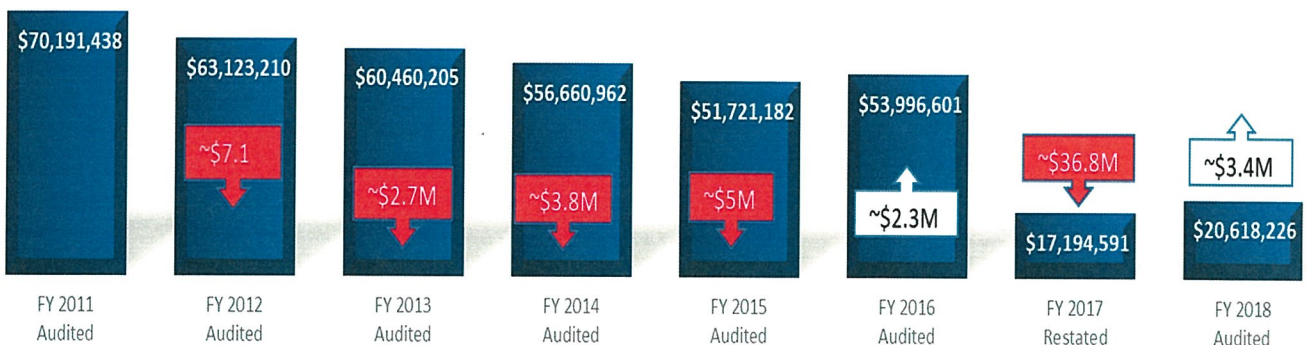 $70,191,438
$63,123,210
$60,460,205
$56,660,962
$51,721,182
$53,996,601
$17,194,591
$20,618,226
~$7.1
~$2.7M
~$3.8M
~$5M
~$2.3M
~$36.8M
~$3.4M
FY 2011
Audited
FY 2012
Audited
FY 2013
Audited
FY 2014
Audited
FY 2015
Audited
FY 2016
Audited
FY 2017
Restated
FY 2018
Audited